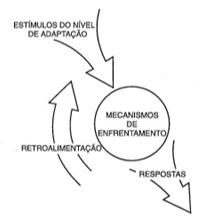 ESTÍMULOS DO NÍVEL
DE ADAPTAÇÃO
MECANISMOS
DE
ENFRENTAMENTO
RETROALIMENTAÇÃO
RESPOSTAS